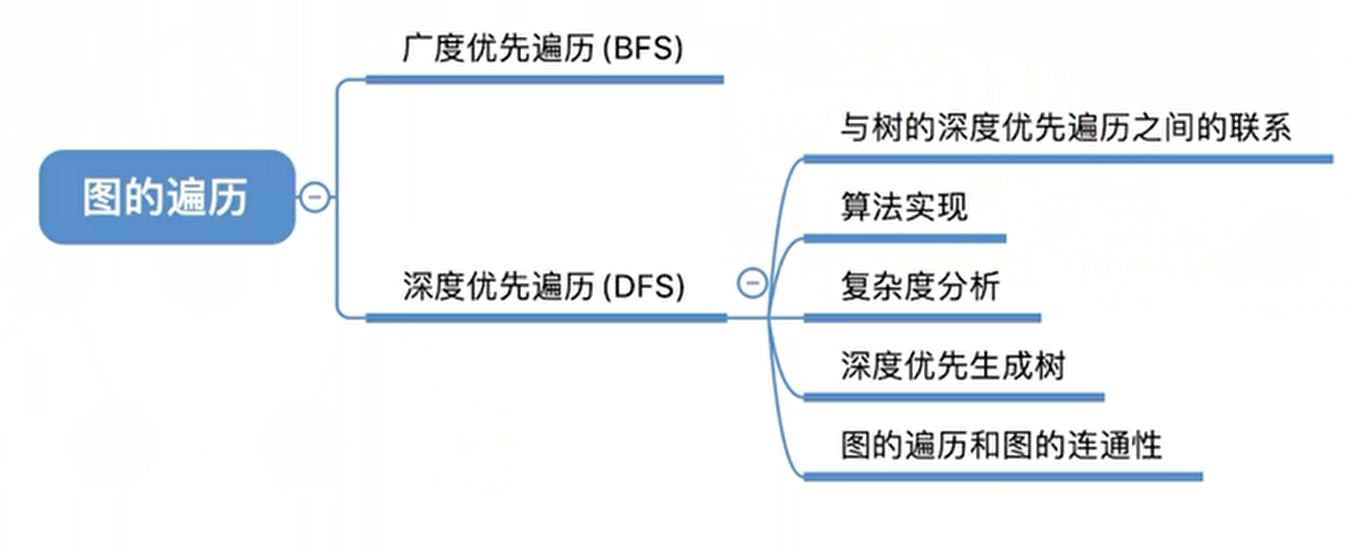 广度优先遍历 (BFS)
与树的深度优先遍历之间的联系
图的遍历
算法实现
深度优先遍历 (DFS)
复杂度分析
深度优先生成树
图的遍历和图的连通性